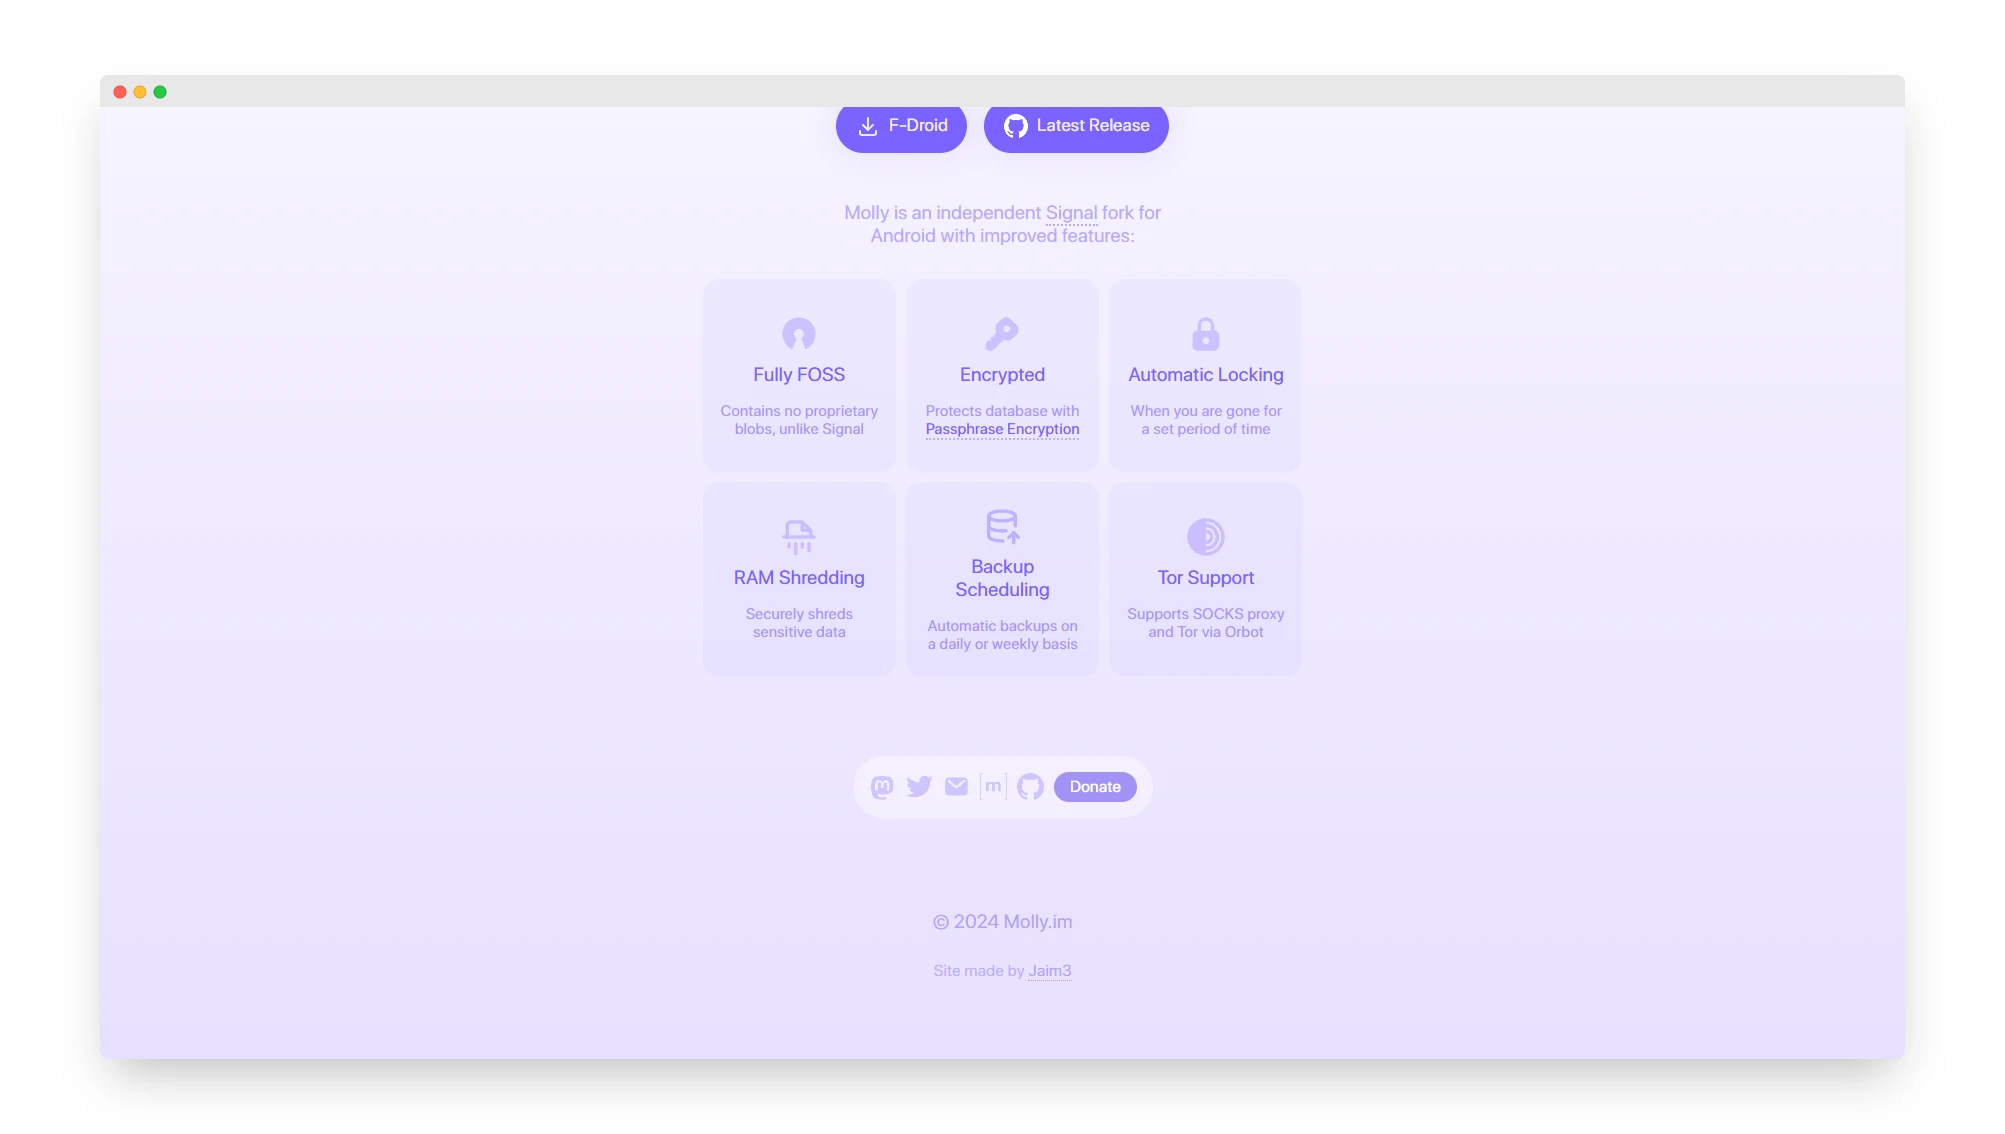 F-Droid
Latest Release
Molly is an independent Signal fork for
Android with improved features:
Fully FOSS
Contains no proprietary
blobs, unlike Signal
Encrypted
Protects database with
Passphrase Encryption
Automatic Locking
When you are gone for
a set period of time
RAM Shredding
Securely shreds
sensitive data
Backup
Scheduling
Automatic backups on
a daily or weekly basis
Tor Support
Supports SOCKS proxy
and Tor via Orbot
[m]
Donate
© 2024 Molly.im
Site made by Jaim3